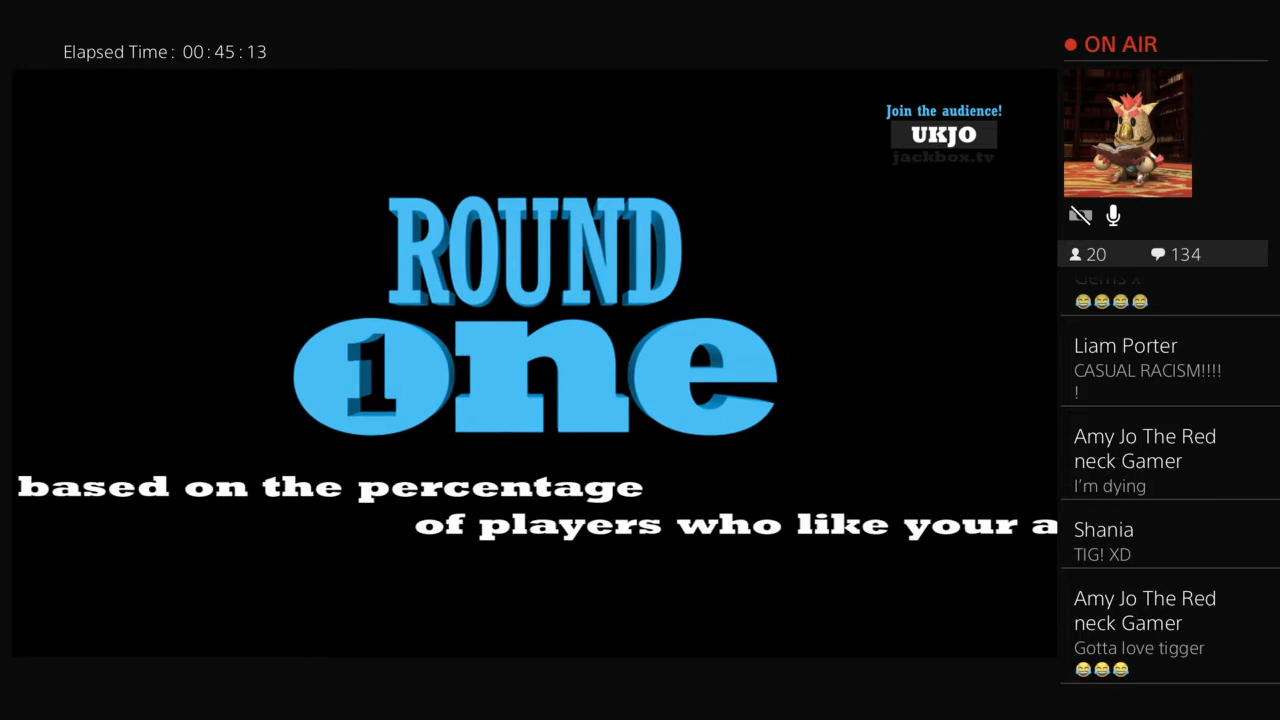 Elapsed Time: 00:45:13
ON AIR
Join the audience!
UKJO
jackbox.tv
ROUND
One
1
based on the percentage
of players who like your a
20 134
Gems x
😂😂😂😂
Liam Porter
CASUAL RACISM!!!!
!
Amy Jo The Red
neck Gamer
I'm dying
Shania
TIG! XD
Amy Jo The Red
neck Gamer
Gotta love tigger
😂😂😂